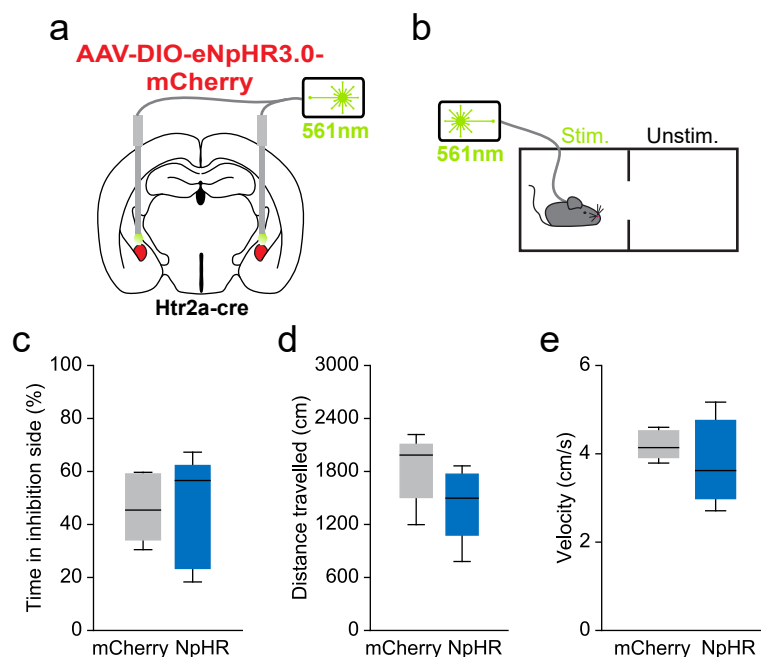 a
AAV-DIO-eNpHR3.0-
mCherry
561nm
Htr2a-cre
b
561nm
Stim.
Unstim.
c
Time in inhibition side (%)
100
80
60
40
20
0
mCherry NpHR
d
Distance travelled (cm)
3000
2400
1800
1200
600
0
mCherry NpHR
e
Velocity (cm/s)
6
4
2
0
mCherry NpHR